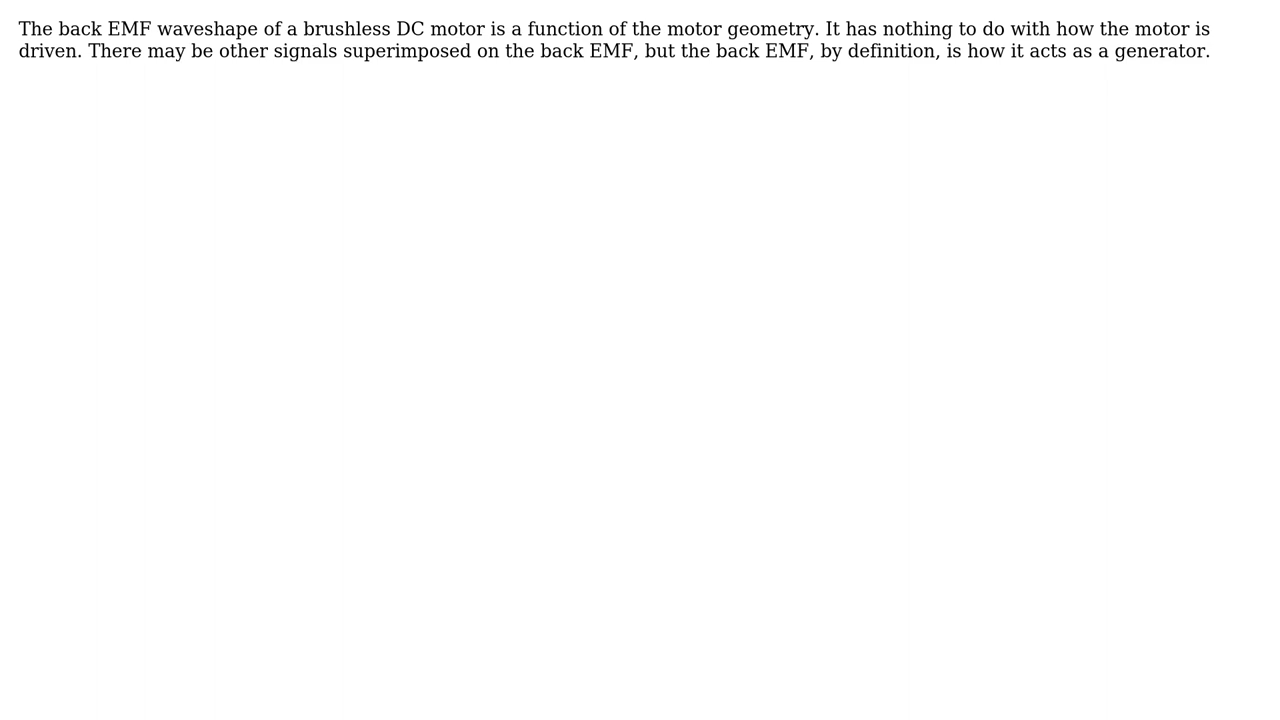 The back EMF waveshape of a brushless DC motor is a function of the motor geometry. It has nothing to do with how the motor is
driven. There may be other signals superimposed on the back EMF, but the back EMF, by definition, is how it acts as a generator.